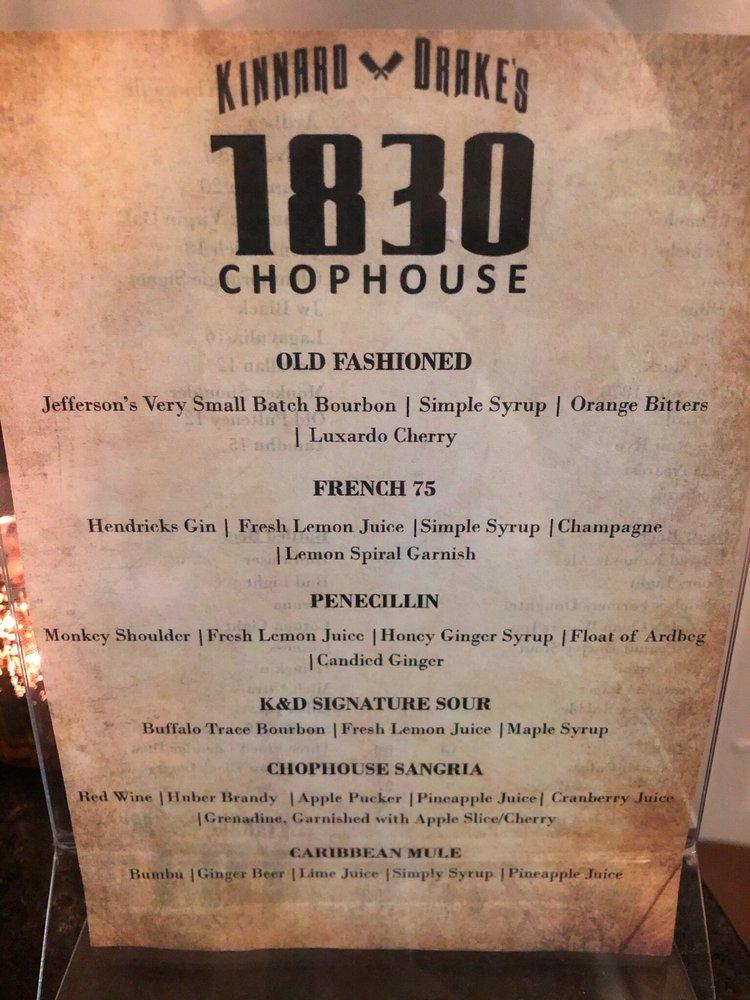 KINNARD DRAKE'S
1830
CHOPHOUSE
OLD FASHIONED
Jefferson's Very Small Batch Bourbon | Simple Syrup | Orange Bitters
| Luxardo Cherry
FRENCH 75
Hendricks Gin | Fresh Lemon Juice |Simple Syrup |Champagne
|Lemon Spiral Garnish
PENECILLIN
Monkey Shoulder |Fresh Lemon Juice |Honey Ginger Syrup |Float of Ardbeg
|Candied Ginger
K&D SIGNATURE SOUR
Buffalo Trace Bourbon |Fresh Lemon Juice |Maple Syrup
CHOPHOUSE SANGRIA
Red Wine |Huber Brandy |Apple Pucker |Pineapple Juice| Cranberry Juice
|Grenadine, Garnished with Apple Slice/Cherry
CARIBBEAN MULE
Bumbu |Ginger Beer |Lime Juice |Simply Syrup |Pineapple Juice